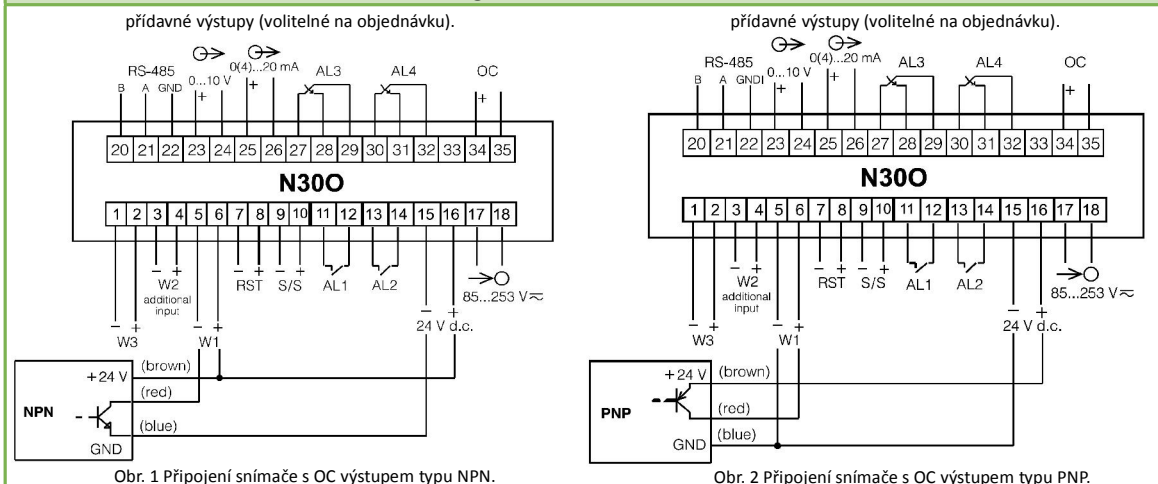 přídavné výstupy (volitelné na objednávku).
RS-485
0...10 V
0(4)...20 mA
AL3
AL4
OC
B A GND
+ + +
20 21 22 23 24 25 26 27 28 29 30 31 32 33 34 35
N30O
1 2 3 4 5 6 7 8 9 10 11 12 13 14 15 16 17 18
– + W2 additional input
– + RST
– + S/S
AL1
AL2
85...253 V
– + W3
– + W1
– + 24 V d.c.
NPN
+24 V
(brown)
(red)
(blue)
GND
Obr. 1 Připojení snímače s OC výstupem typu NPN.
přídavné výstupy (volitelné na objednávku).
RS-485
0...10 V
0(4)...20 mA
AL3
AL4
OC
B A GNDI
+ + +
20 21 22 23 24 25 26 27 28 29 30 31 32 33 34 35
N30O
1 2 3 4 5 6 7 8 9 10 11 12 13 14 15 16 17 18
– + W2 additional input
– + RST
– + S/S
AL1
AL2
85...253 V
– + W3
– + W1
– + 24 V d.c.
PNP
+24 V
(brown)
(red)
(blue)
GND
Obr. 2 Připojení snímače s OC výstupem typu PNP.